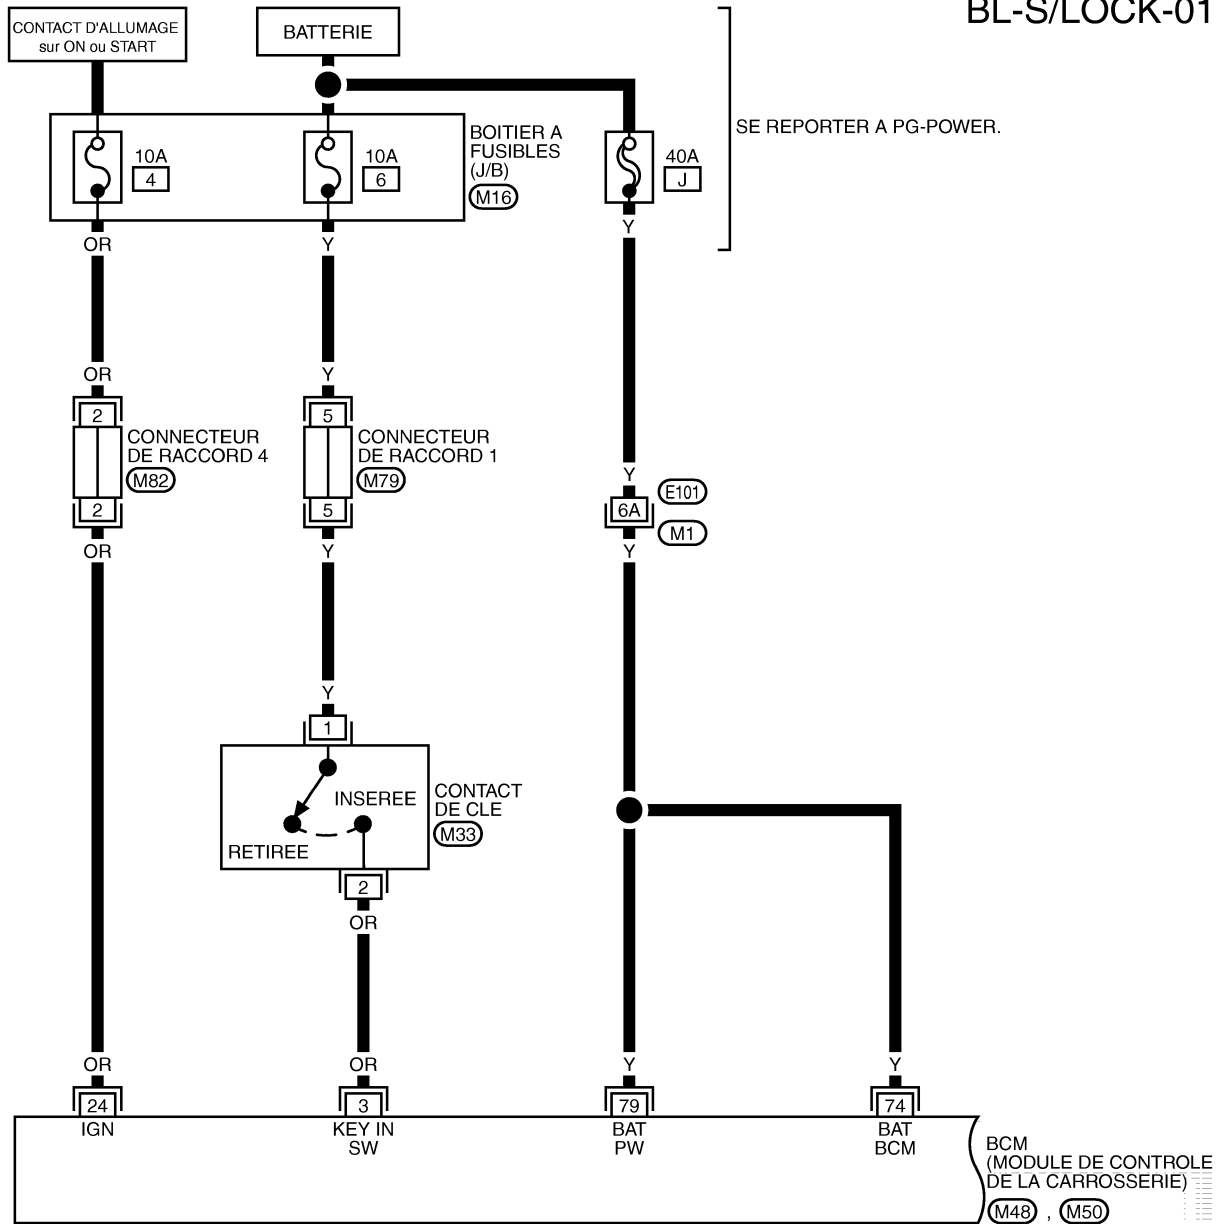 BL-S/LOCK-01
CONTACT D'ALLUMAGE
sur ON ou START
BATTERIE
SE REPORTER A PG-POWER.
10A
4
10A
6
BOITIER A
FUSIBLES
(J/B)
M16
40A
J
OR
Y
Y
OR
Y
Y
2
5
CONNECTEUR
DE RACCORD 4
M82
CONNECTEUR
DE RACCORD 1
M79
2
5
6A
E101
M1
OR
Y
Y
Y
1
INSEREE
RETIREE
CONTACT
DE CLE
M33
2
OR
OR
OR
Y
Y
24
3
79
74
IGN
KEY IN
SW
BAT
PW
BAT
BCM
BCM
(MODULE DE CONTROLE
DE LA CARROSSERIE)
M48 , M50